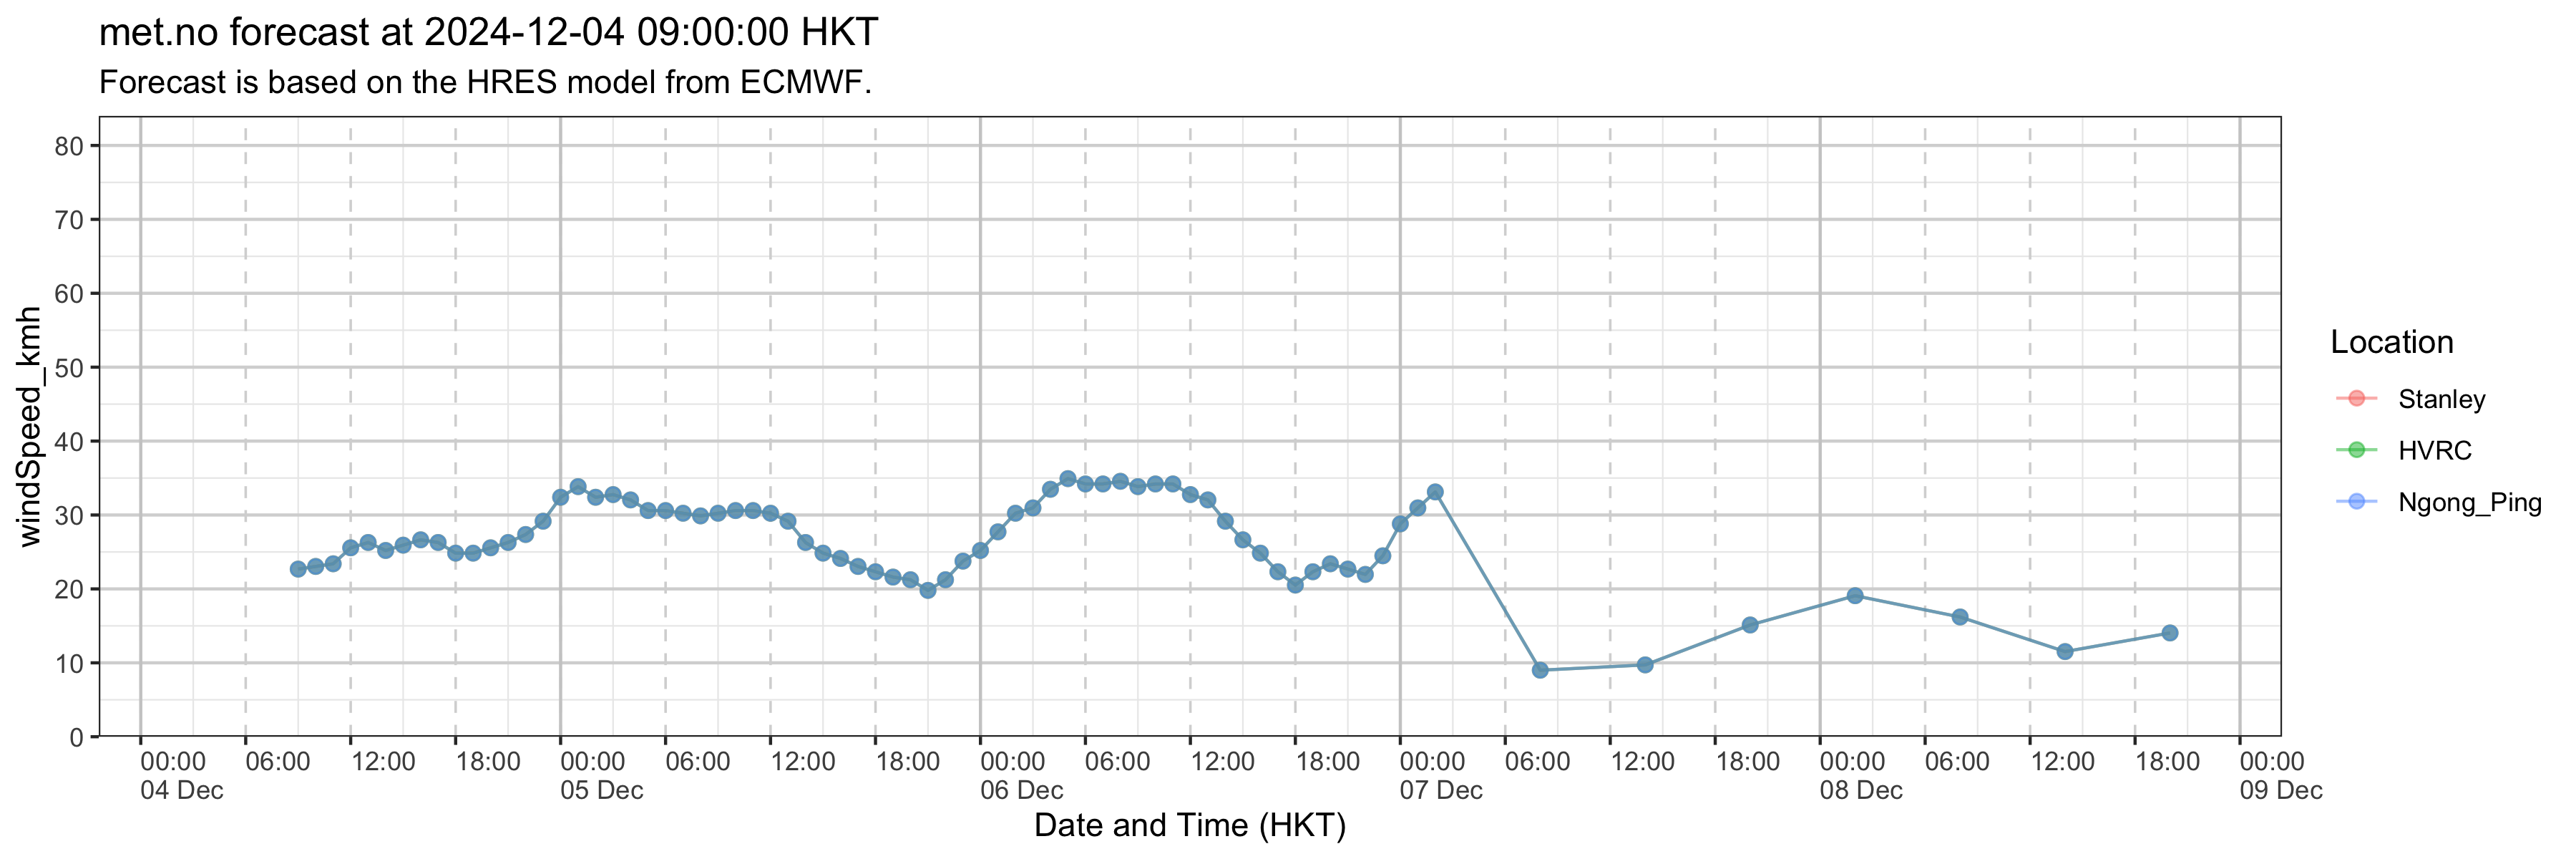 met.no forecast at 2024-12-04 09:00:00 HKT
Forecast is based on the HRES model from ECMWF.
windSpeed_kmh
80
70
60
50
40
30
20
10
0
00:00 06:00 12:00 18:00 00:00 06:00 12:00 18:00 00:00 06:00 12:00 18:00 00:00 06:00 12:00 18:00 00:00 06:00 12:00 18:00 00:00
04 Dec 05 Dec 06 Dec 07 Dec 08 Dec 09 Dec
Date and Time (HKT)
Location
Stanley
HVRC
Ngong_Ping